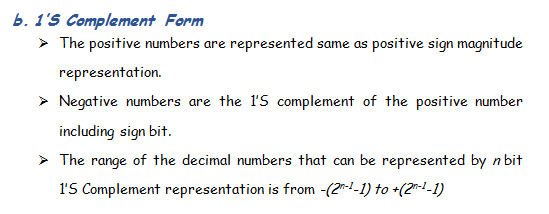 b. 1'S Complement Form
➢ The positive numbers are represented same as positive sign magnitude
representation.
➢ Negative numbers are the 1'S complement of the positive number
including sign bit.
➢ The range of the decimal numbers that can be represented by n bit
1'S Complement representation is from -(2ⁿ⁻¹-1) to +(2ⁿ⁻¹-1)